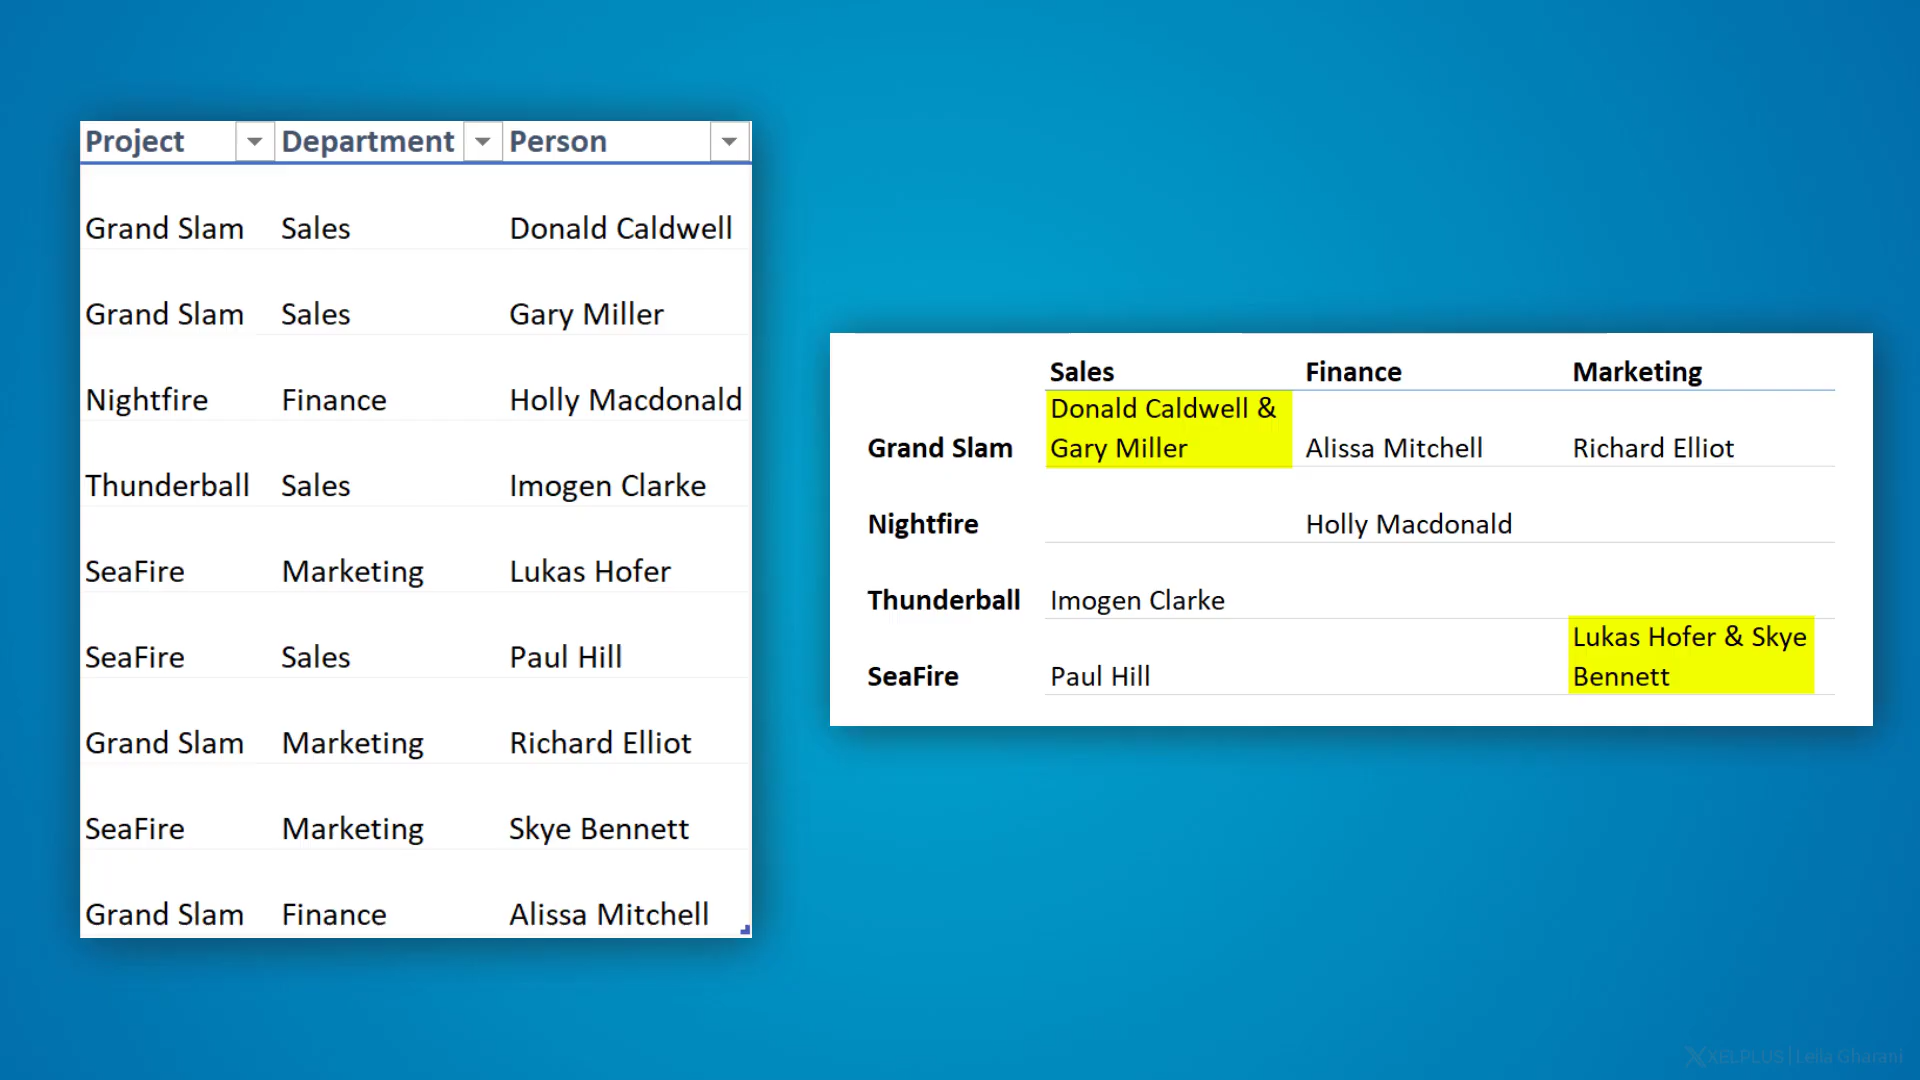 Project Department Person
Grand Slam Sales Donald Caldwell
Grand Slam Sales Gary Miller
Nightfire Finance Holly Macdonald
Thunderball Sales Imogen Clarke
SeaFire Marketing Lukas Hofer
SeaFire Sales Paul Hill
Grand Slam Marketing Richard Elliot
SeaFire Marketing Skye Bennett
Grand Slam Finance Alissa Mitchell
Sales Finance Marketing
Donald Caldwell &
Grand Slam Gary Miller Alissa Mitchell Richard Elliot
Nightfire Holly Macdonald
Thunderball Imogen Clarke
Lukas Hofer & Skye
SeaFire Paul Hill Bennett
XELPLUS | Leila Gharani